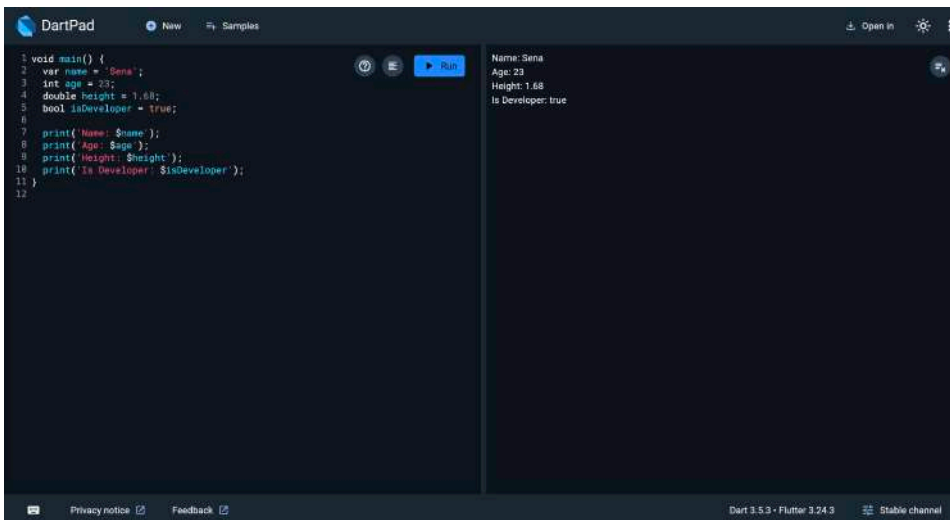 DartPad
New
Samples
Open in
1 void main() {
2   var name = 'Sena';
3   int age = 23;
4   double height = 1.68;
5   bool isDeveloper = true;
6
7   print('Name: $name');
8   print('Age: $age');
9   print('Height: $height');
10   print('Is Developer: $isDeveloper');
11 }
12
Run
Name: Sena
Age: 23
Height: 1.68
Is Developer: true
Privacy notice
Feedback
Dart 3.5.3 • Flutter 3.24.3
Stable channel